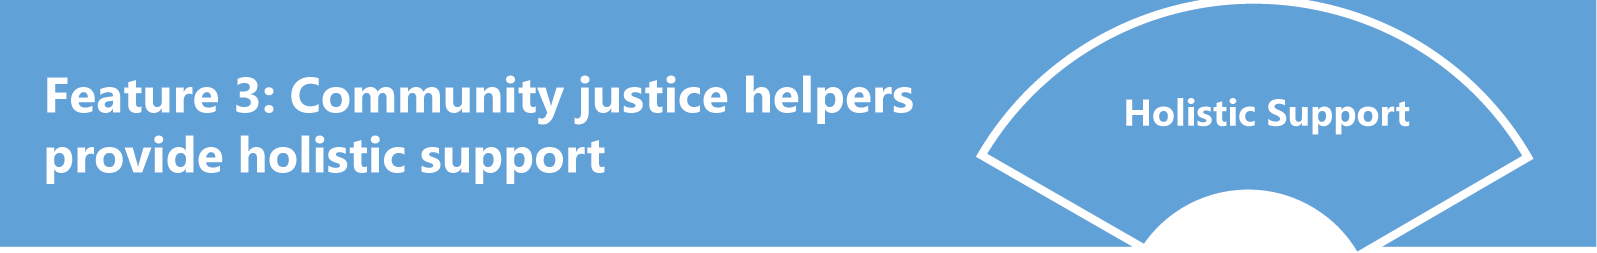 Feature 3: Community justice helpers
provide holistic support
Holistic Support